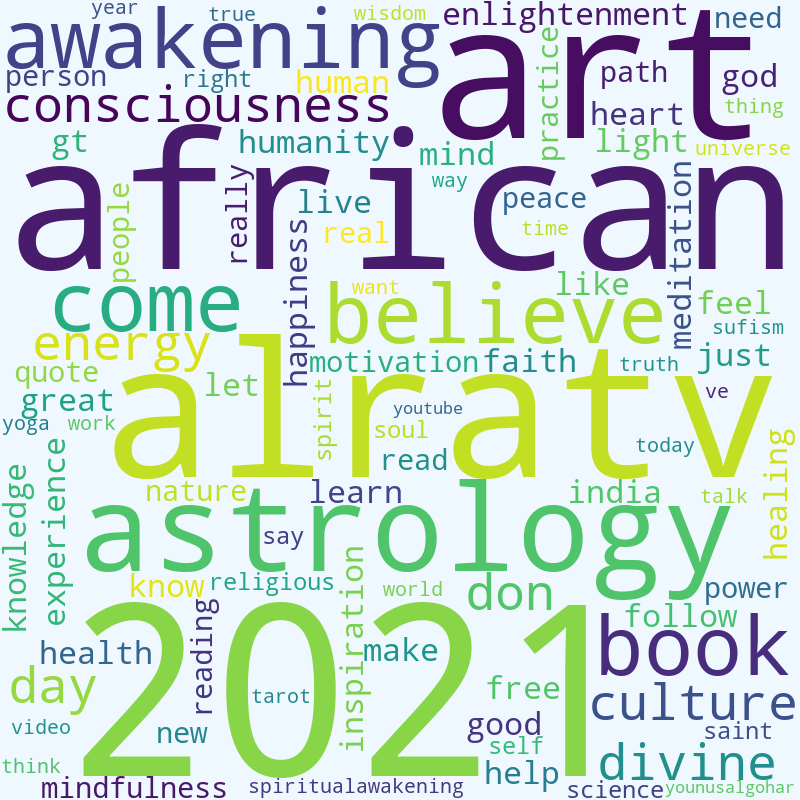 year
true
wisdom
enlightenment
need
awakening
art
person
right
human
practice
path
god
consciousness
heart
thing
gt
humanity
mind
light
universe
african
people
really
live
way
peace
meditation
real
time
happiness
come
want
believe
like
feel
sufism
energy
motivation
faith
truth
just
quote
let
great
spirit
alratv
ve
yoga
work
youtube
soul
read
today
healing
knowledge
experience
nature
learn
india
talk
astrology
say
know
religious
world
don
power
reading
2021
inspiration
make
follow
book
health
day
tarot
free
culture
video
new
good
saint
self
divine
think
help
mindfulness
spiritualawakening
science
younusalgohar